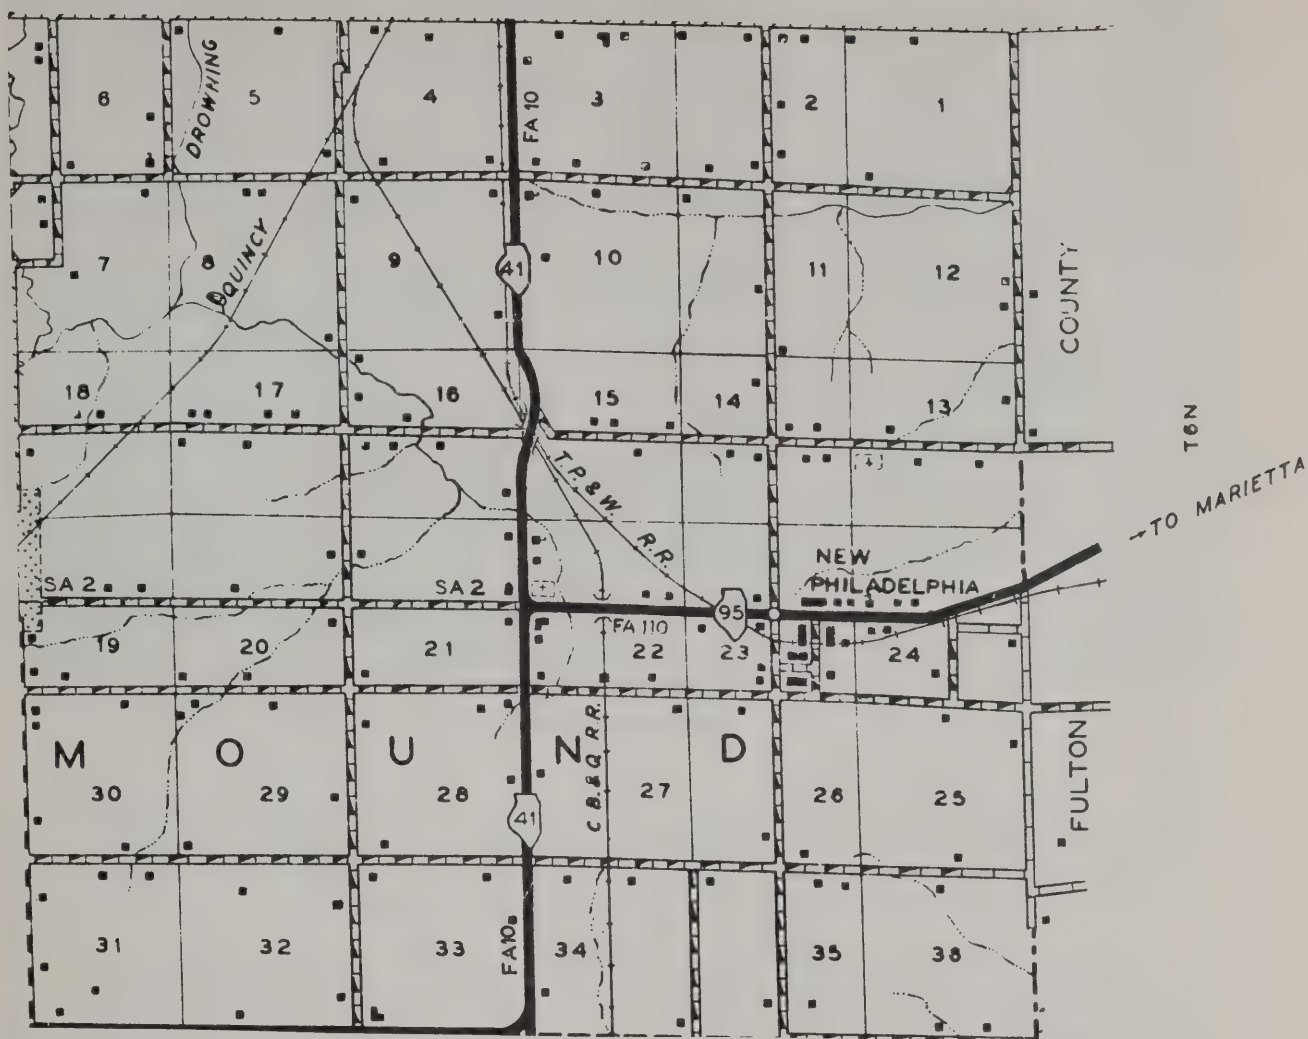 6 5 4 3 2 1
DROWNING
FA 10
7 8 9 10 11 12
QUINCY
41
COUNTY
18 17 16 15 14 13
T6N
T.P.&W. R.R.
→TO MARIETTA
NEW
PHILADELPHIA
SA 2 SA 2
95
FA 110
19 20 21 22 23 24
M O U N D
C B.&Q R.R.
30 29 28 27 26 25
41
FULTON
31 32 33 34 35 36
FA10